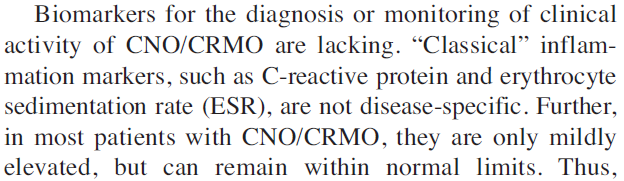 Biomarkers for the diagnosis or monitoring of clinical
activity of CNO/CRMO are lacking. “Classical” inflam-
mation markers, such as C-reactive protein and erythrocyte
sedimentation rate (ESR), are not disease-specific. Further,
in most patients with CNO/CRMO, they are only mildly
elevated, but can remain within normal limits. Thus,